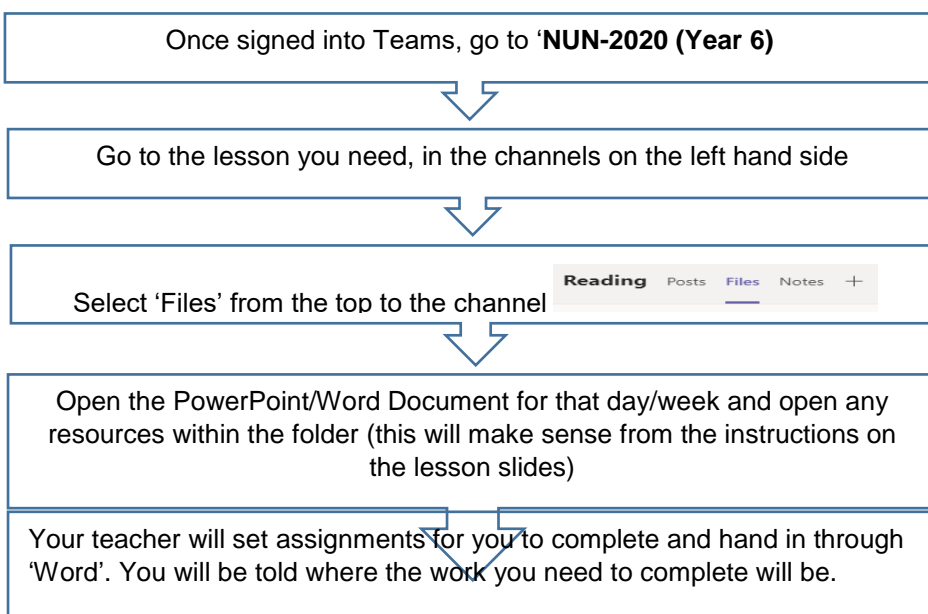 Once signed into Teams, go to ‘NUN-2020 (Year 6)
Go to the lesson you need, in the channels on the left hand side
Select ‘Files’ from the top to the channel Reading Posts Files Notes +
Open the PowerPoint/Word Document for that day/week and open any
resources within the folder (this will make sense from the instructions on
the lesson slides)
Your teacher will set assignments for you to complete and hand in through
‘Word’. You will be told where the work you need to complete will be.